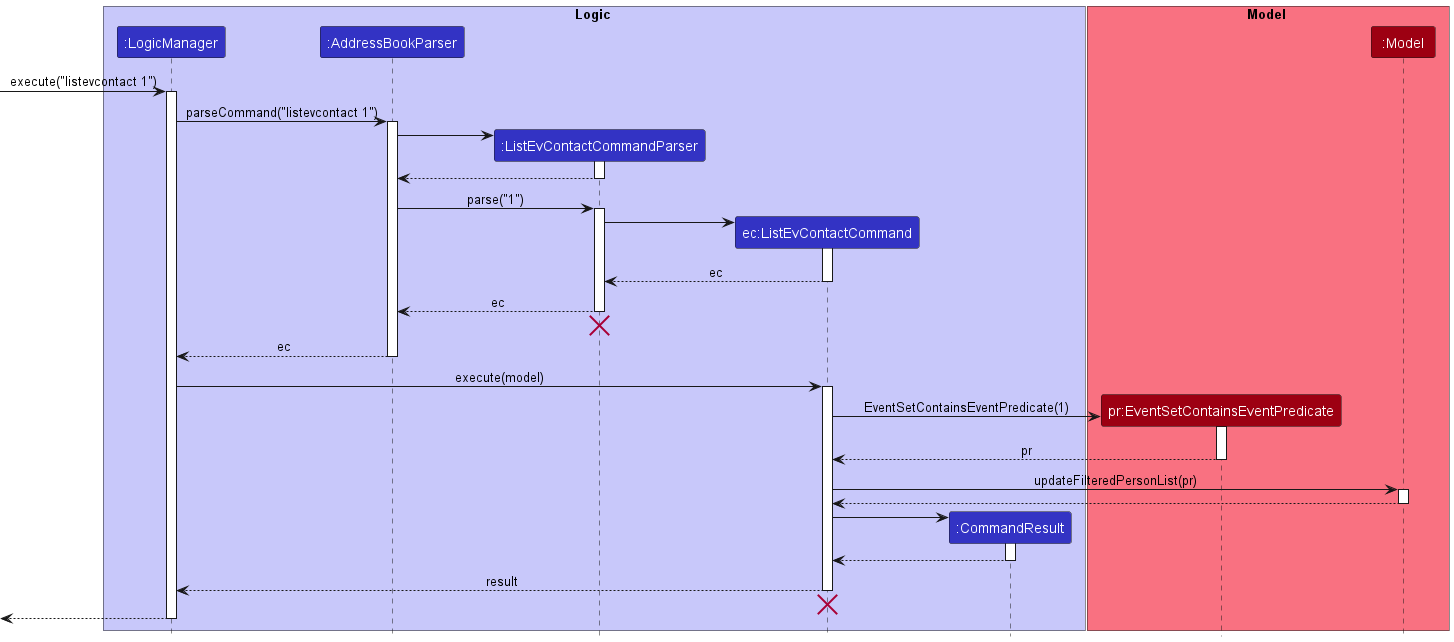 Logic
Model
:LogicManager
:AddressBookParser
:Model
execute("listevcontact 1")
parseCommand("listevcontact 1")
:ListEvContactCommandParser
parse("1")
ec:ListEvContactCommand
ec
ec
ec
execute(model)
EventSetContainsEventPredicate(1)
pr:EventSetContainsEventPredicate
pr
updateFilteredPersonList(pr)
:CommandResult
result